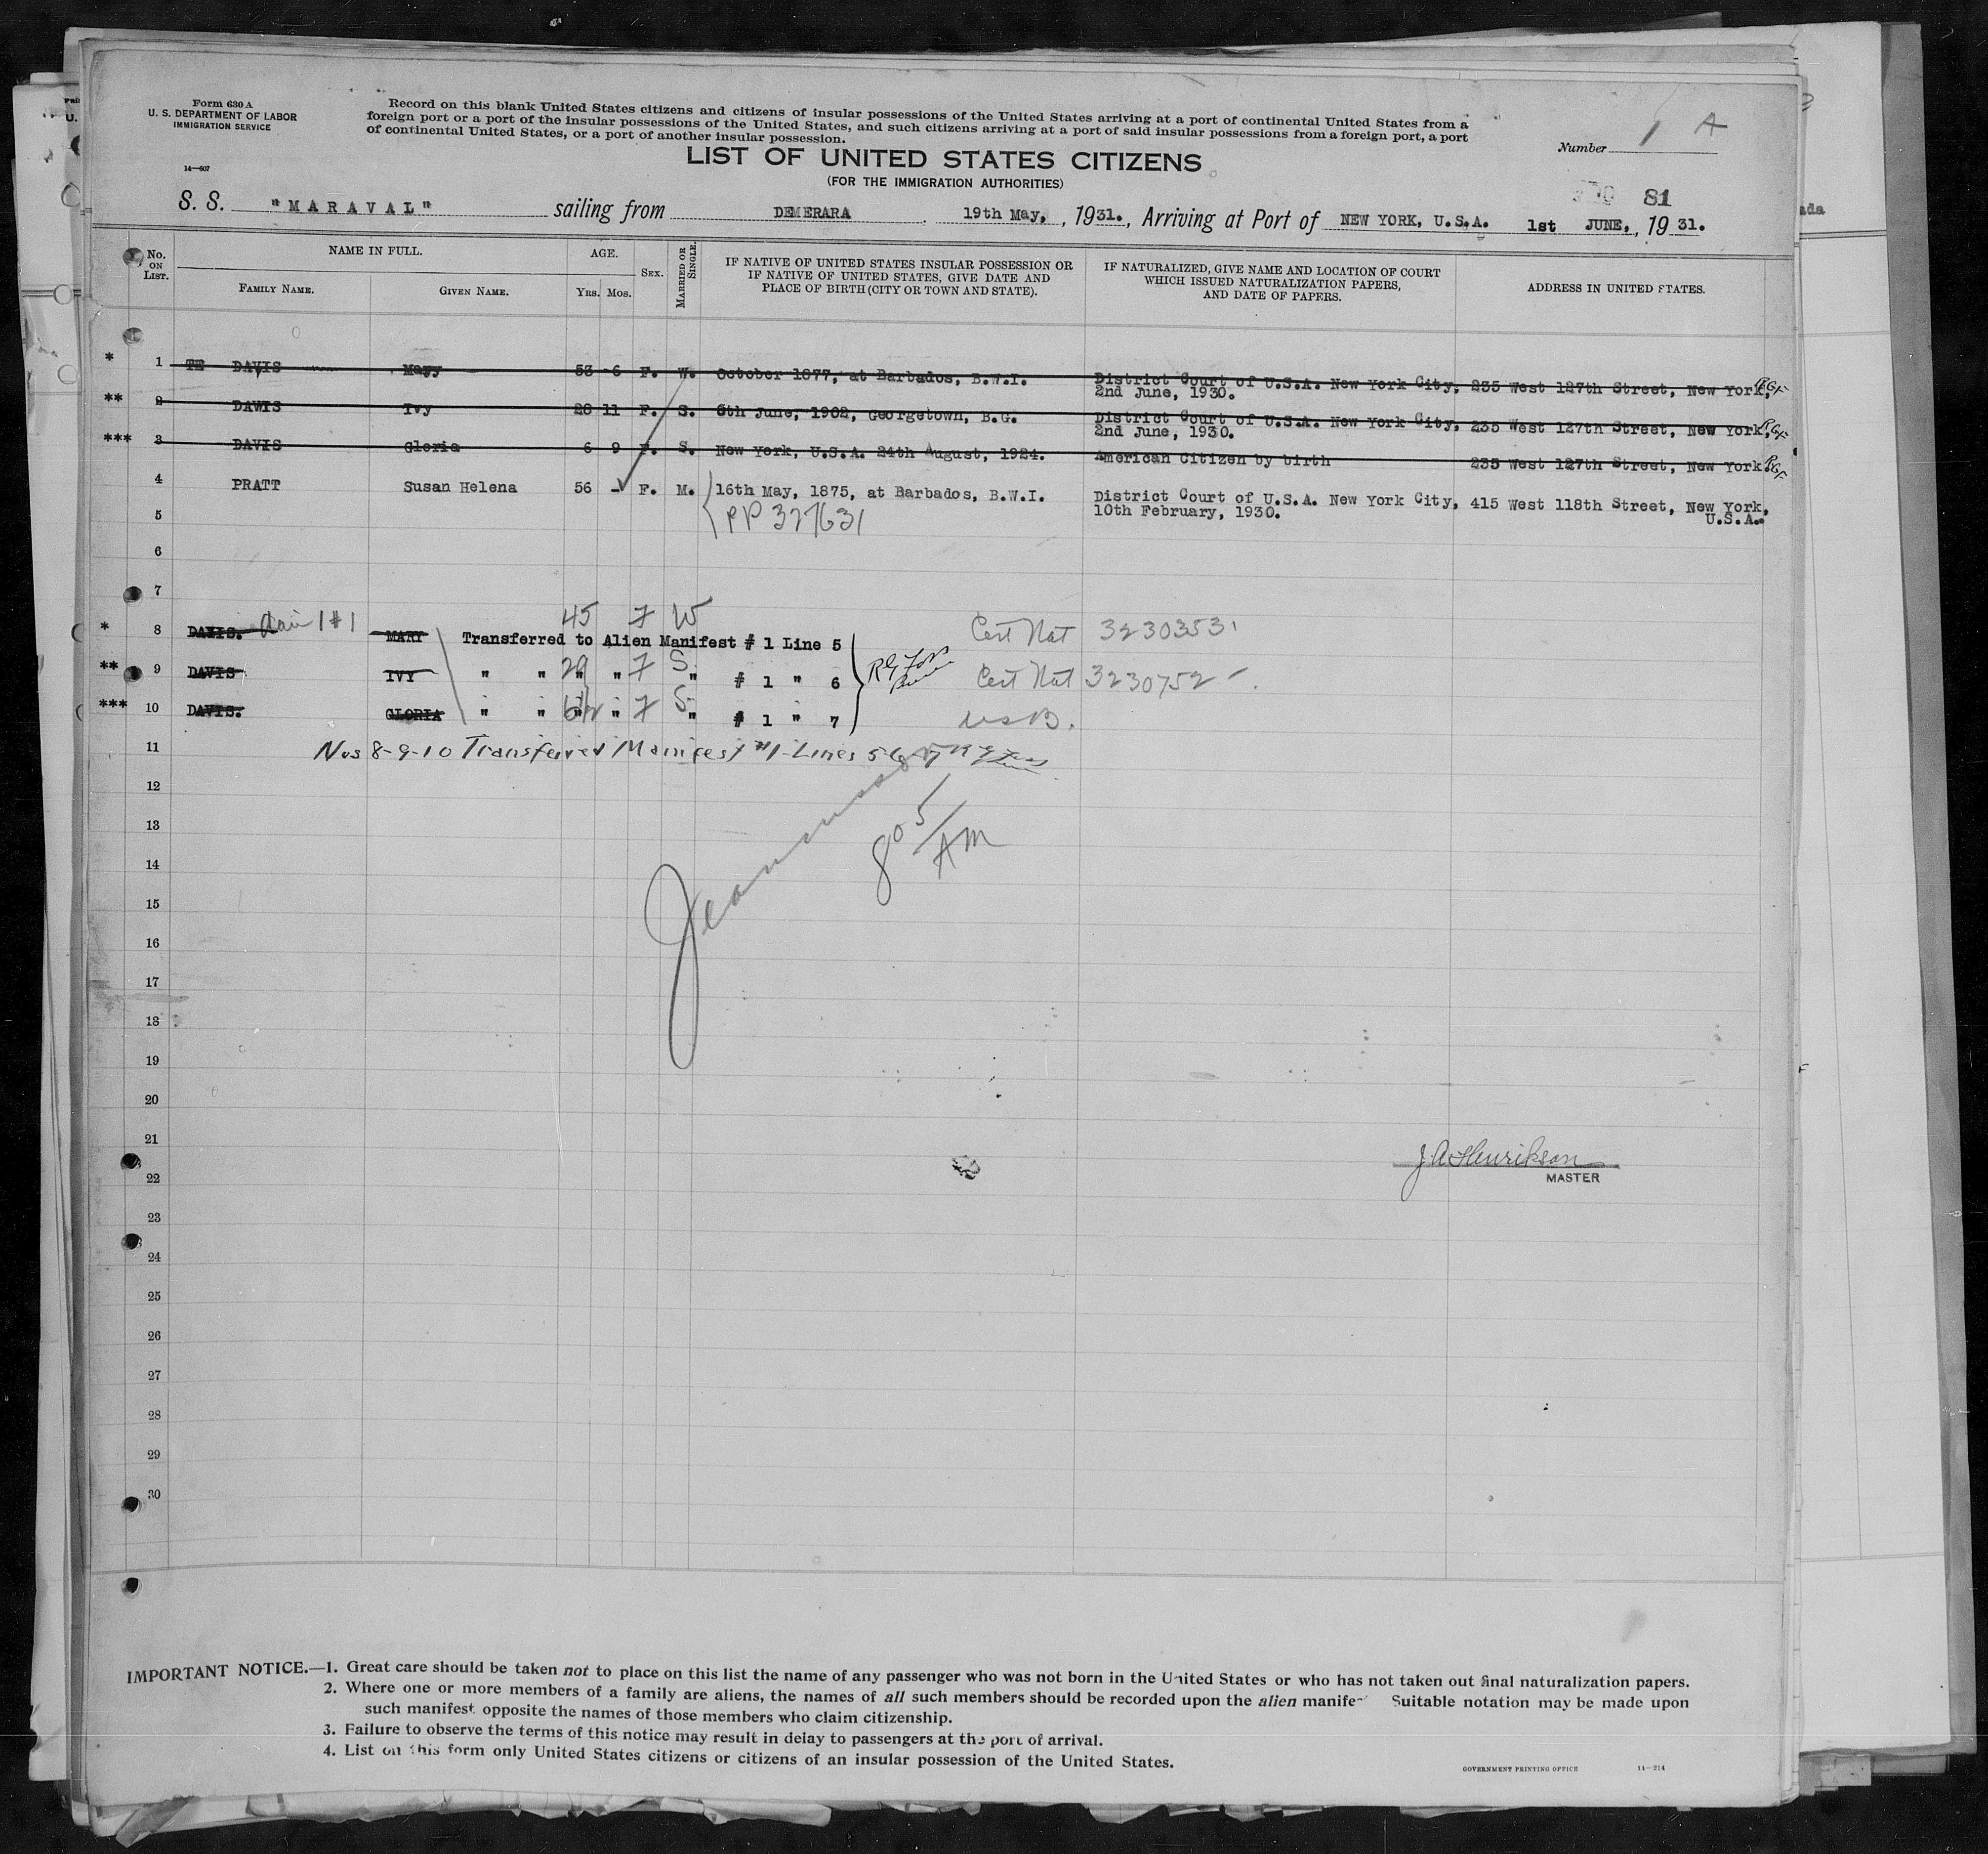 Form 630 A
U. S. DEPARTMENT OF LABOR
IMMIGRATION SERVICE
14—607
Record on this blank United States citizens and citizens of insular possessions of the United States arriving at a port of continental United States from a
foreign port or a port of the insular possessions of the United States, and such citizens arriving at a port of said insular possessions from a foreign port, a port
of continental United States, or a port of another insular possession.
Number 1 A
LIST OF UNITED STATES CITIZENS
(FOR THE IMMIGRATION AUTHORITIES)
81
S. S. "MARAVAL" sailing from DEMERARA 19th May, , 1931., Arriving at Port of NEW YORK, U.S.A. 1st JUNE, , 19 31.
No. ON LIST. NAME IN FULL. FAMILY NAME. GIVEN NAME. AGE. Yrs. Mos. SEX. MARRIED OR SINGLE. IF NATIVE OF UNITED STATES INSULAR POSSESSION OR IF NATIVE OF UNITED STATES, GIVE DATE AND PLACE OF BIRTH (CITY OR TOWN AND STATE). IF NATURALIZED, GIVE NAME AND LOCATION OF COURT WHICH ISSUED NATURALIZATION PAPERS, AND DATE OF PAPERS. ADDRESS IN UNITED STATES.
* 1 TE DAVIS Mayy 53 6 F. W. October 1877, at Barbados, B.W.I. District Court of U.S.A. New York City, 235 West 127th Street, New York,
2nd June, 1930.
** 2 DAVIS Ivy 28 11 F. S. 6th June, 1902, Georgetown, B.G. District Court of U.S.A. New York City, 235 West 127th Street, New York,
2nd June, 1930.
*** 3 DAVIS Gloria 6 9 F. S. New York, U.S.A. 24th August, 1924. American Citizen by birth 235 West 127th Street, New York.
4 PRATT Susan Helena 56 - F. M. 16th May, 1875, at Barbados, B.W.I. District Court of U.S.A. New York City, 415 West 118th Street, New York,
10th February, 1930. U.S.A.
5 PP 327631
6
7
45 F W
* 8 DAVIS. 1#1 MARY Transferred to Alien Manifest # 1 Line 5 Cert Nat 3230353
** 9 DAVIS IVY " " " 29 " F S " # 1 " 6 Cert Nat 3230752 -
*** 10 DAVIS. GLORIA " " " " F S " # 1 " 7 USB.
11 Nos 8-9-10 Transferred Manifest #1-Lines 5 6 7
12
13 8 05/AM
14
15
16
17
18
19
20
21
J A Henrikson
22 MASTER
23
24
25
26
27
28
29
30
IMPORTANT NOTICE.—1. Great care should be taken not to place on this list the name of any passenger who was not born in the United States or who has not taken out final naturalization papers.
2. Where one or more members of a family are aliens, the names of all such members should be recorded upon the alien manifest Suitable notation may be made upon
such manifest opposite the names of those members who claim citizenship.
3. Failure to observe the terms of this notice may result in delay to passengers at the port of arrival.
4. List on this form only United States citizens or citizens of an insular possession of the United States.
GOVERNMENT PRINTING OFFICE 14—214